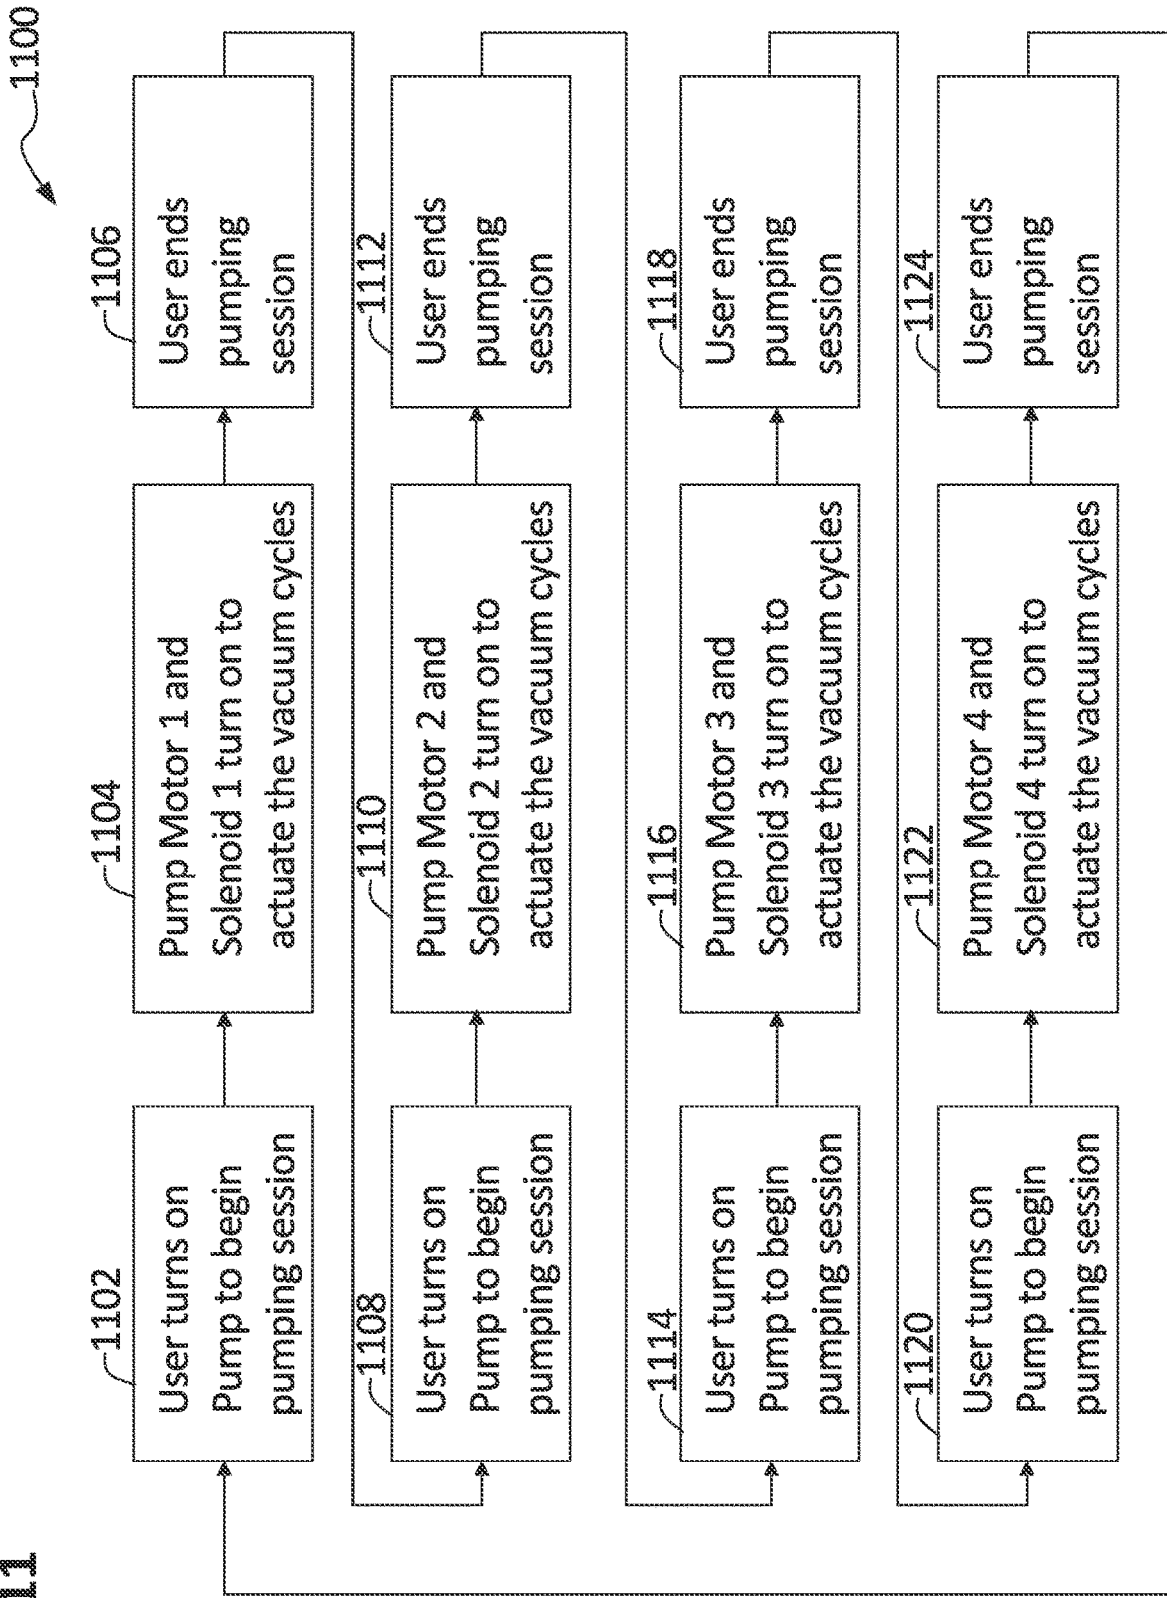 11
1100
1102
User turns on
Pump to begin
pumping session
1104
Pump Motor 1 and
Solenoid 1 turn on to
actuate the vacuum cycles
1106
User ends
pumping
session
1108
User turns on
Pump to begin
pumping session
1110
Pump Motor 2 and
Solenoid 2 turn on to
actuate the vacuum cycles
1112
User ends
pumping
session
1114
User turns on
Pump to begin
pumping session
1116
Pump Motor 3 and
Solenoid 3 turn on to
actuate the vacuum cycles
1118
User ends
pumping
session
1120
User turns on
Pump to begin
pumping session
1122
Pump Motor 4 and
Solenoid 4 turn on to
actuate the vacuum cycles
1124
User ends
pumping
session